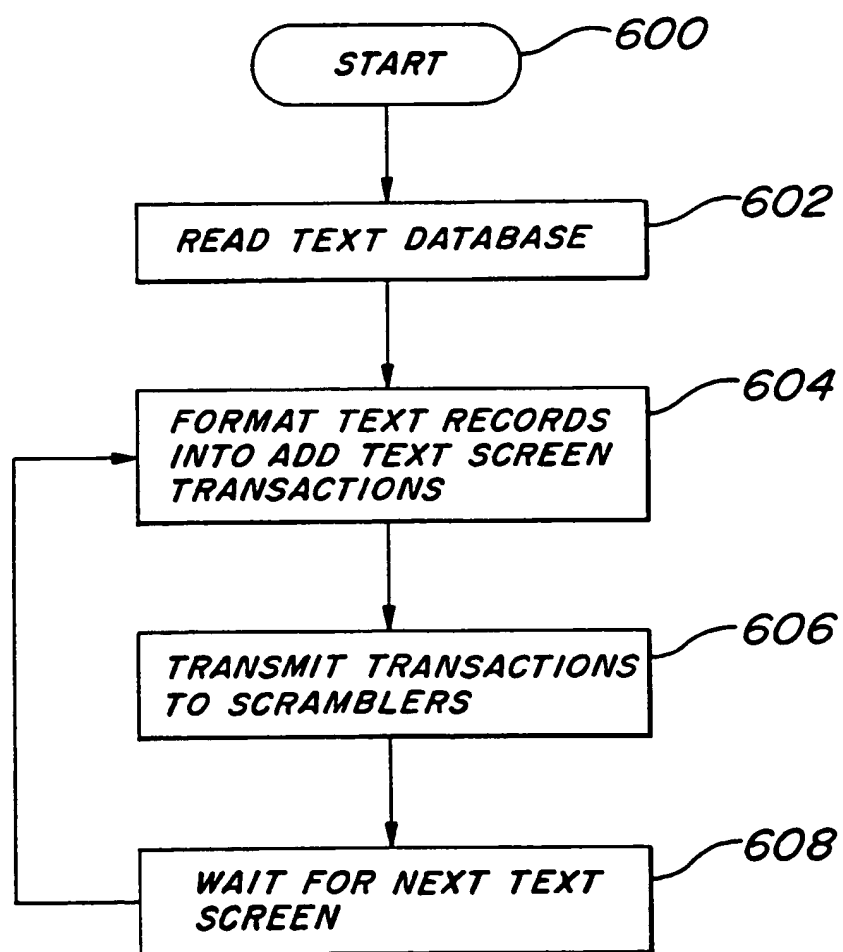 START
600
READ TEXT DATABASE
602
FORMAT TEXT RECORDS
INTO ADD TEXT SCREEN
TRANSACTIONS
604
TRANSMIT TRANSACTIONS
TO SCRAMBLERS
606
WAIT FOR NEXT TEXT
SCREEN
608